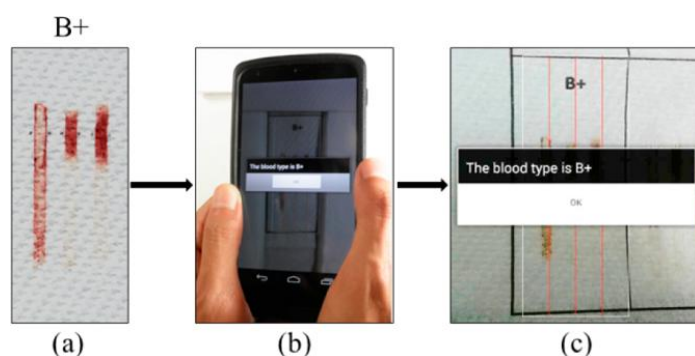 B+
B+
The blood type is B+
B+
The blood type is B+
OK
(a)
(b)
(c)